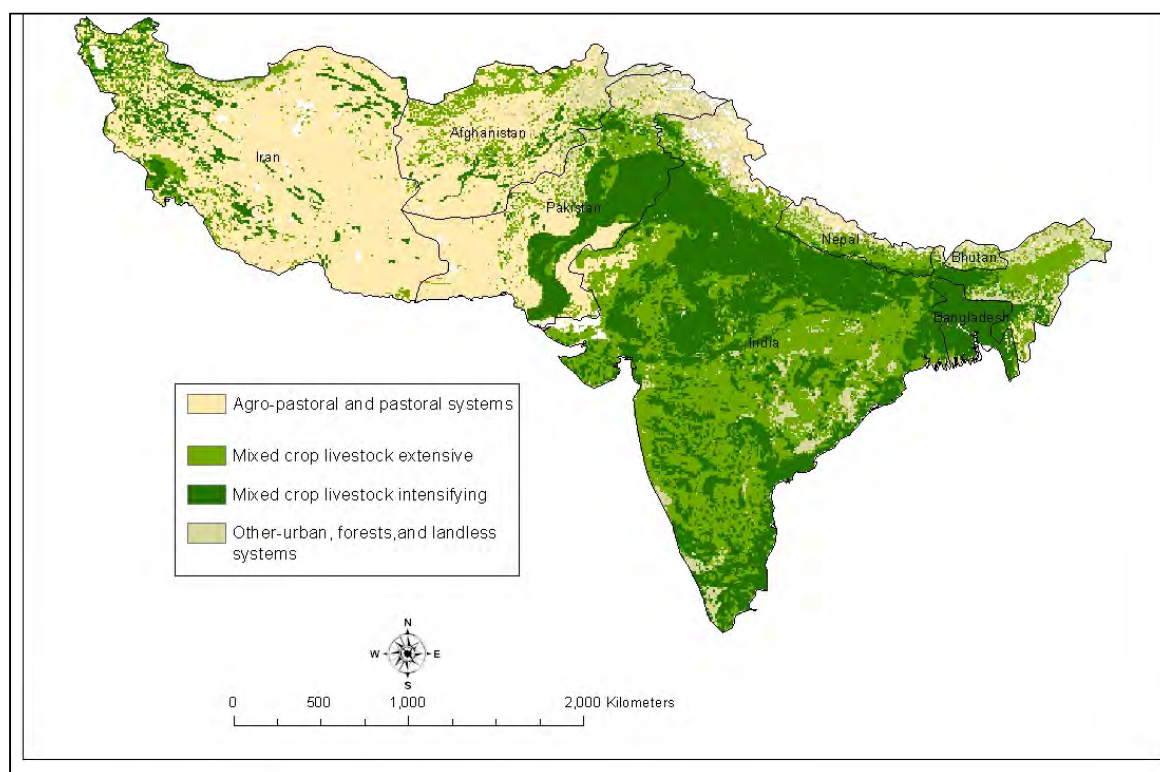 Iran
Afghanistan
Pakistan
Nepal
Bhutan
Bangladesh
India
Agro-pastoral and pastoral systems
Mixed crop livestock extensive
Mixed crop livestock intensifying
Other-urban, forests,and landless
systems
N
W E
S
0 500 1,000 2,000 Kilometers